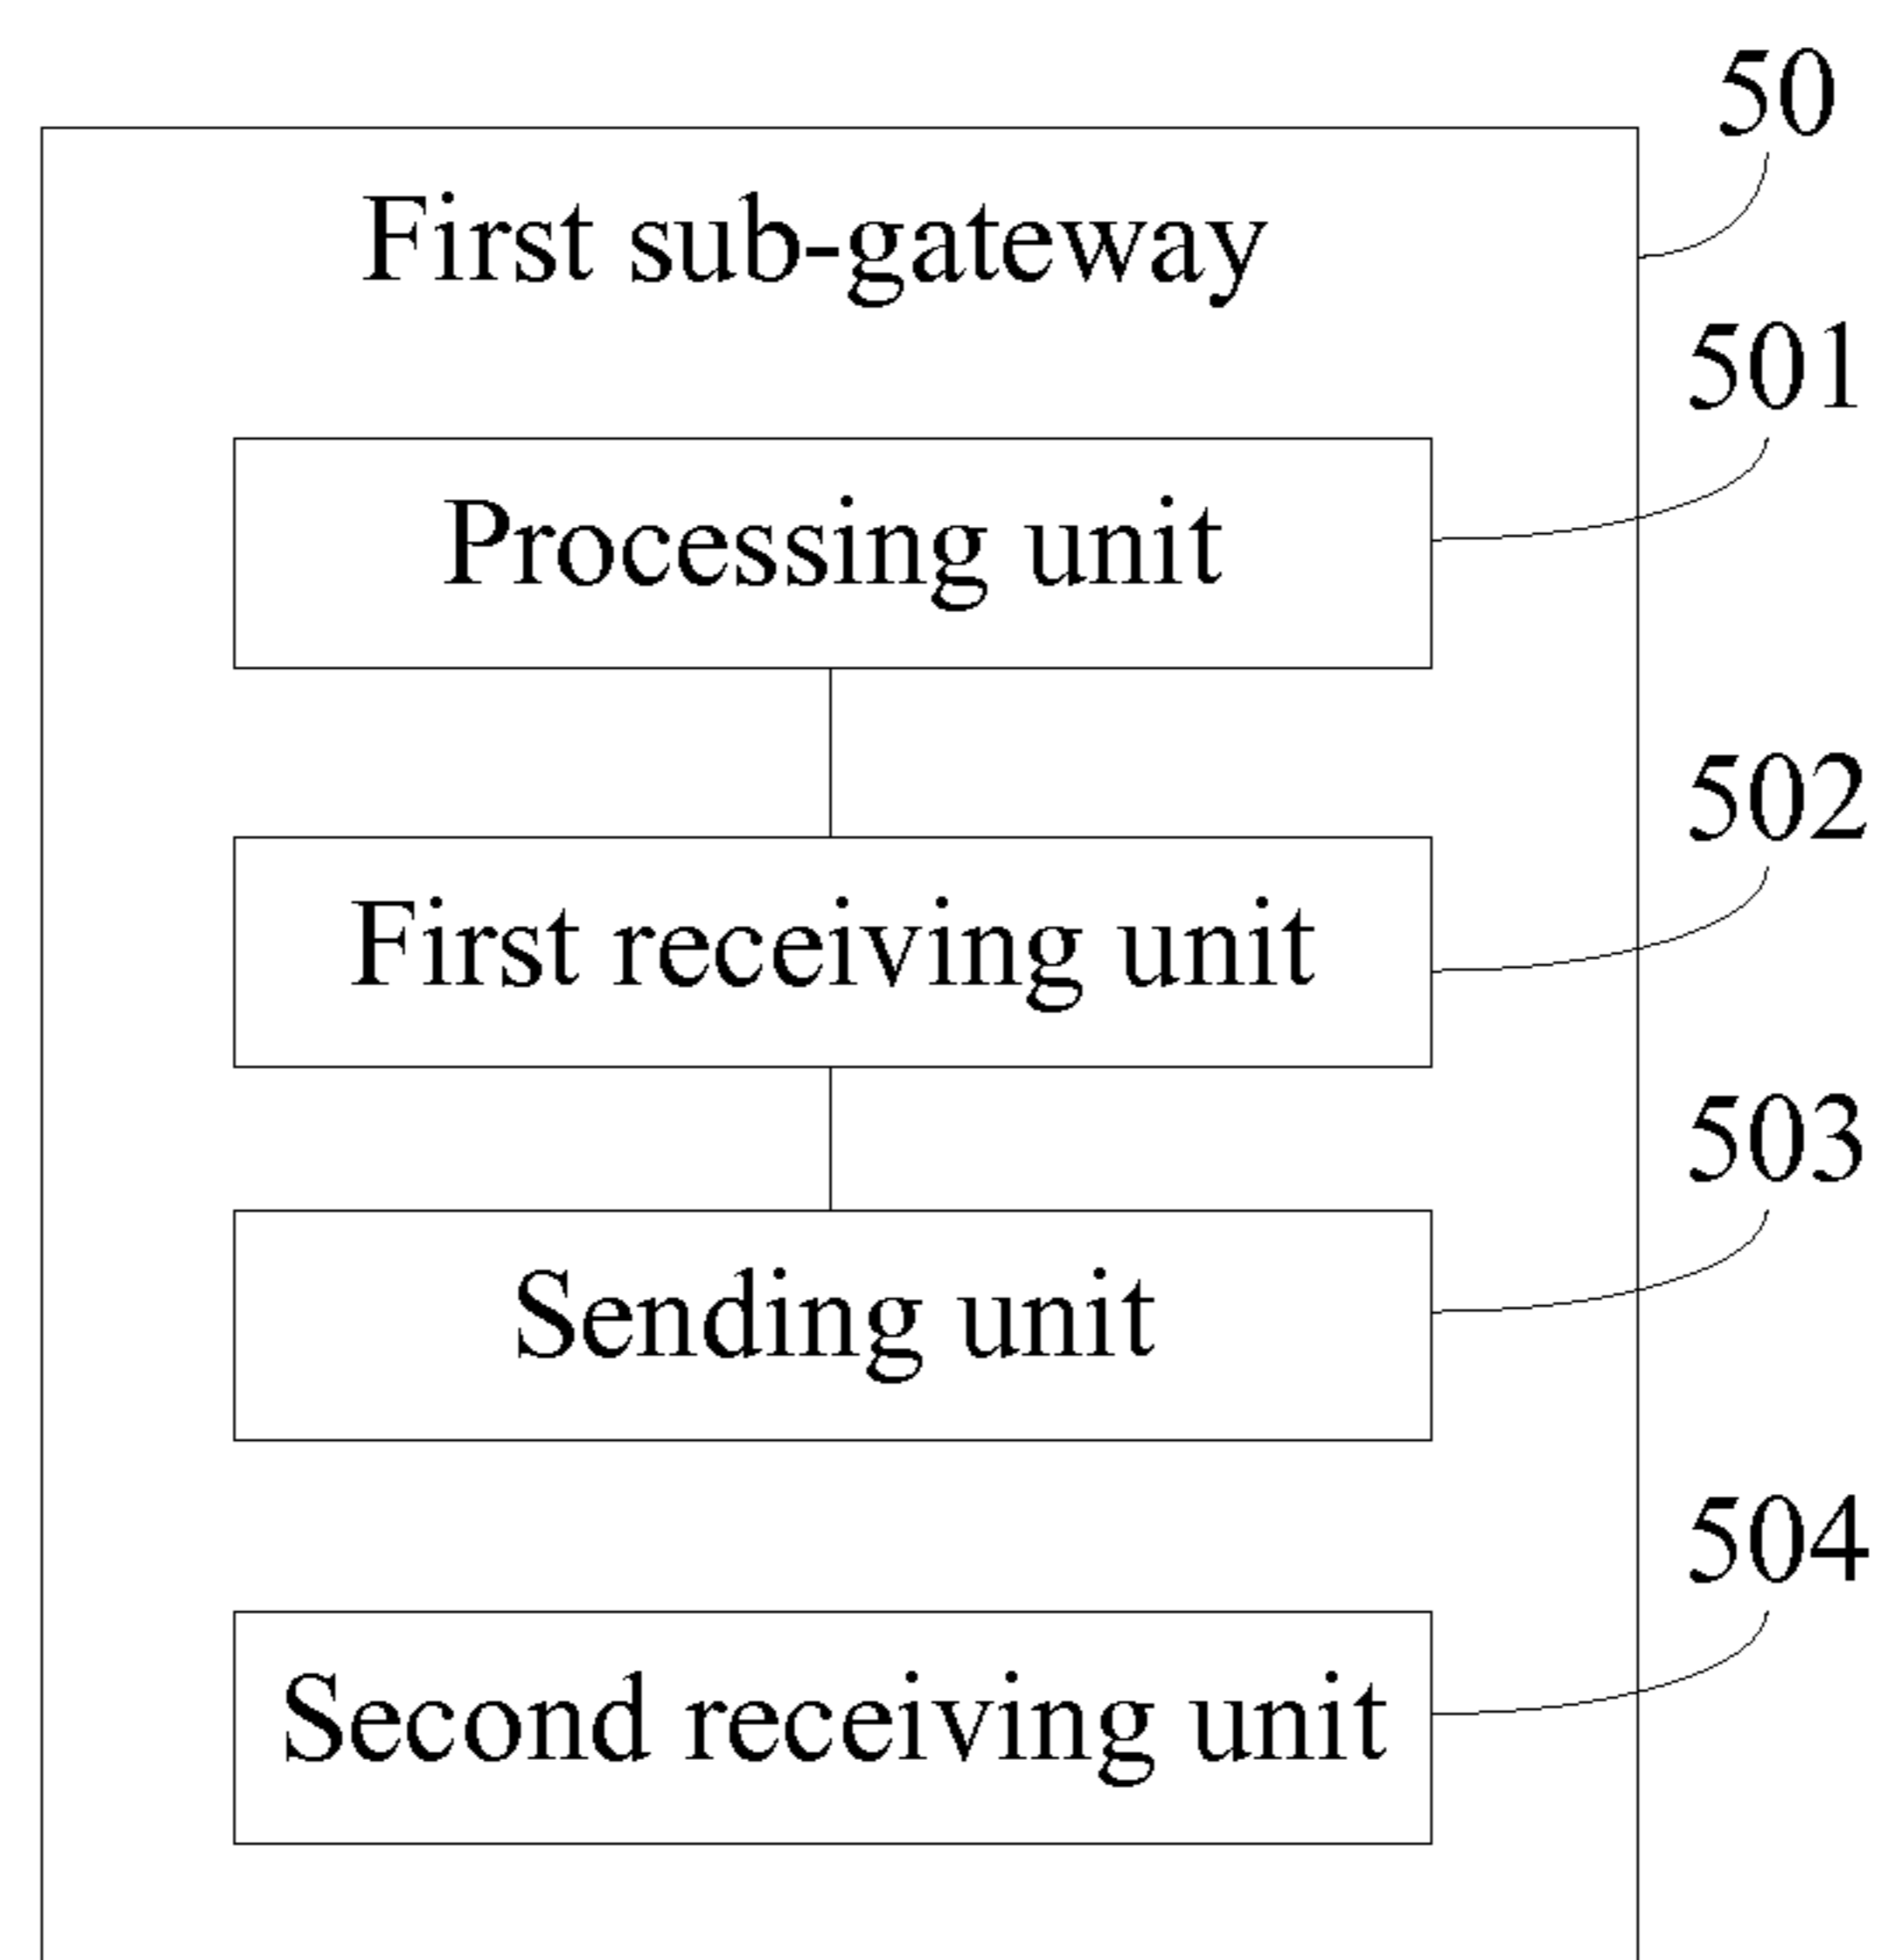 50
First sub-gateway
501
Processing unit
502
First receiving unit
503
Sending unit
504
Second receiving unit